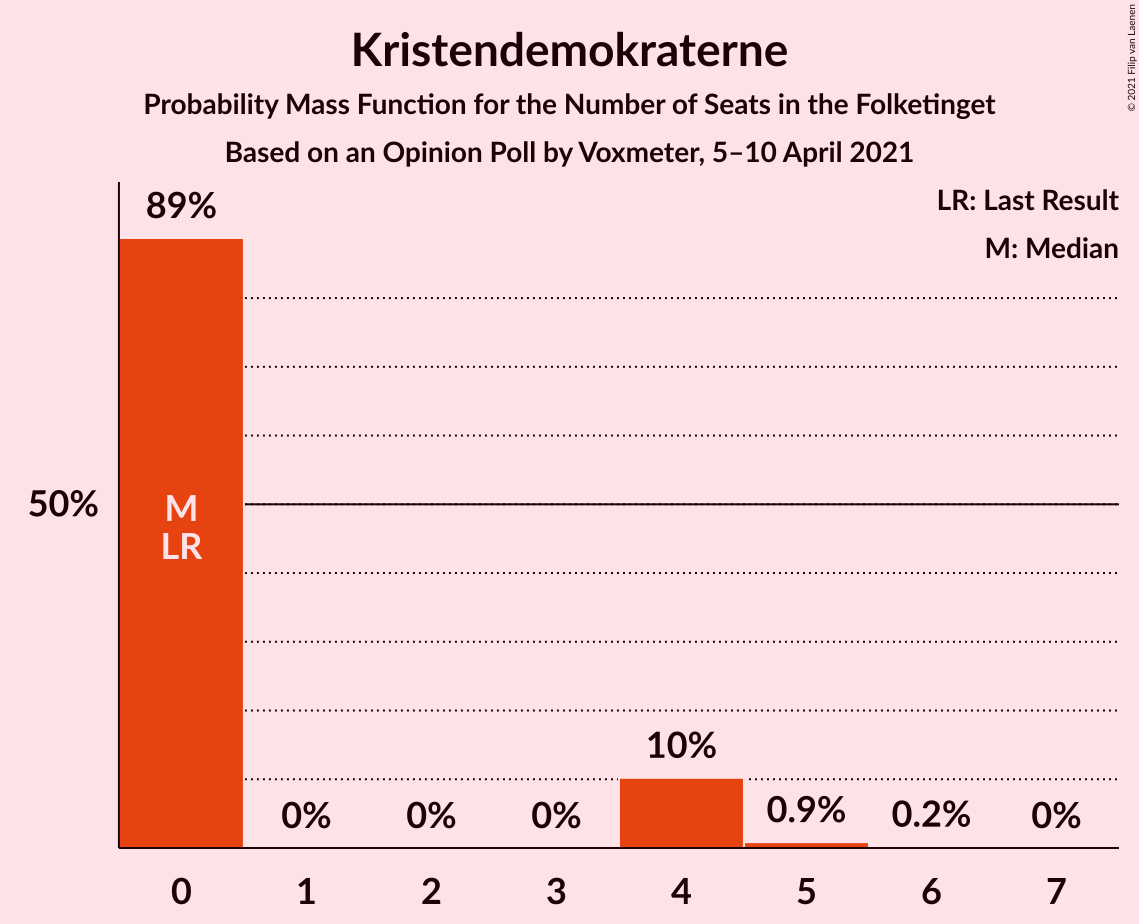 Kristendemokraterne
Probability Mass Function for the Number of Seats in the Folketinget
Based on an Opinion Poll by Voxmeter, 5–10 April 2021
© 2021 Filip van Laenen
LR: Last Result
M: Median
89%
50%
M
LR
10%
0%
0%
0%
0.9%
0.2%
0%
0
1
2
3
4
5
6
7